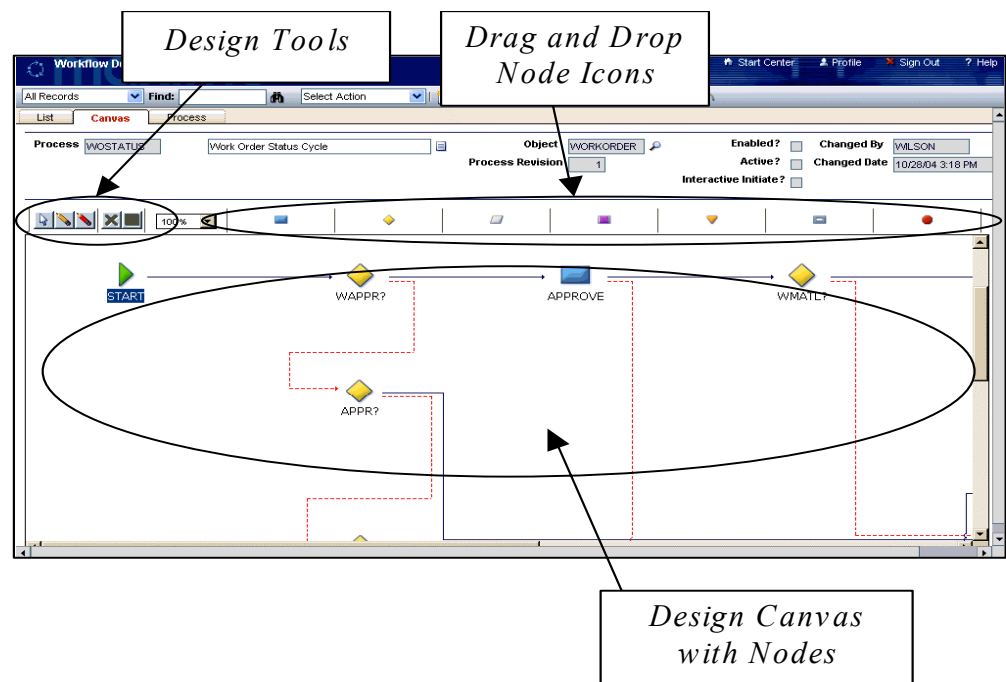 Design Tools
Drag and Drop
Node Icons
Workflow D
Start Center Profile Sign Out ? Help
All Records Find: Select Action
List Canvas Process
Process WOSTATUS Work Order Status Cycle Object WORKORDER Enabled? Changed By WILSON
Process Revision 1 Active? Changed Date 10/28/04 3:18 PM
Interactive Initiate?
100%
START WAPPR? APPROVE WMATL?
APPR?
Design Canvas
with Nodes